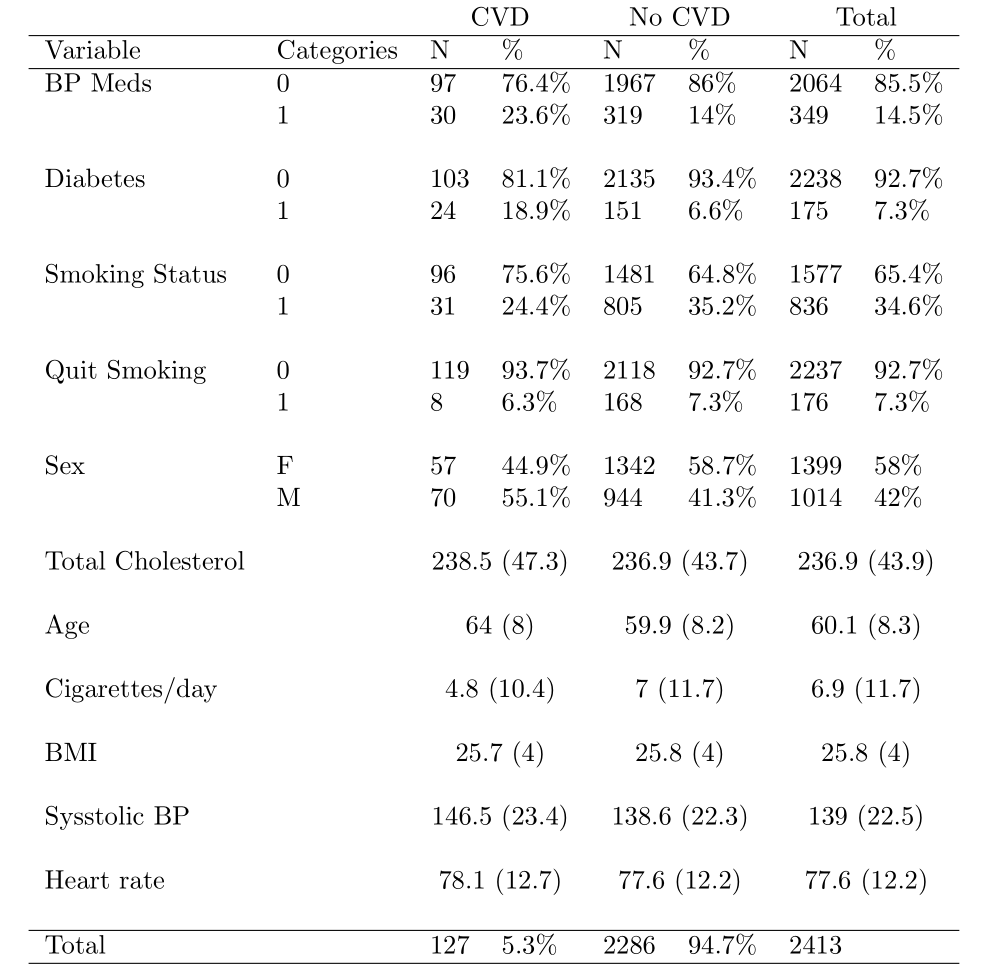 CVD No CVD Total
Variable Categories N % N % N %
BP Meds 0 97 76.4% 1967 86% 2064 85.5%
1 30 23.6% 319 14% 349 14.5%
Diabetes 0 103 81.1% 2135 93.4% 2238 92.7%
1 24 18.9% 151 6.6% 175 7.3%
Smoking Status 0 96 75.6% 1481 64.8% 1577 65.4%
1 31 24.4% 805 35.2% 836 34.6%
Quit Smoking 0 119 93.7% 2118 92.7% 2237 92.7%
1 8 6.3% 168 7.3% 176 7.3%
Sex F 57 44.9% 1342 58.7% 1399 58%
M 70 55.1% 944 41.3% 1014 42%
Total Cholesterol 238.5 (47.3) 236.9 (43.7) 236.9 (43.9)
Age 64 (8) 59.9 (8.2) 60.1 (8.3)
Cigarettes/day 4.8 (10.4) 7 (11.7) 6.9 (11.7)
BMI 25.7 (4) 25.8 (4) 25.8 (4)
Sysstolic BP 146.5 (23.4) 138.6 (22.3) 139 (22.5)
Heart rate 78.1 (12.7) 77.6 (12.2) 77.6 (12.2)
Total 127 5.3% 2286 94.7% 2413